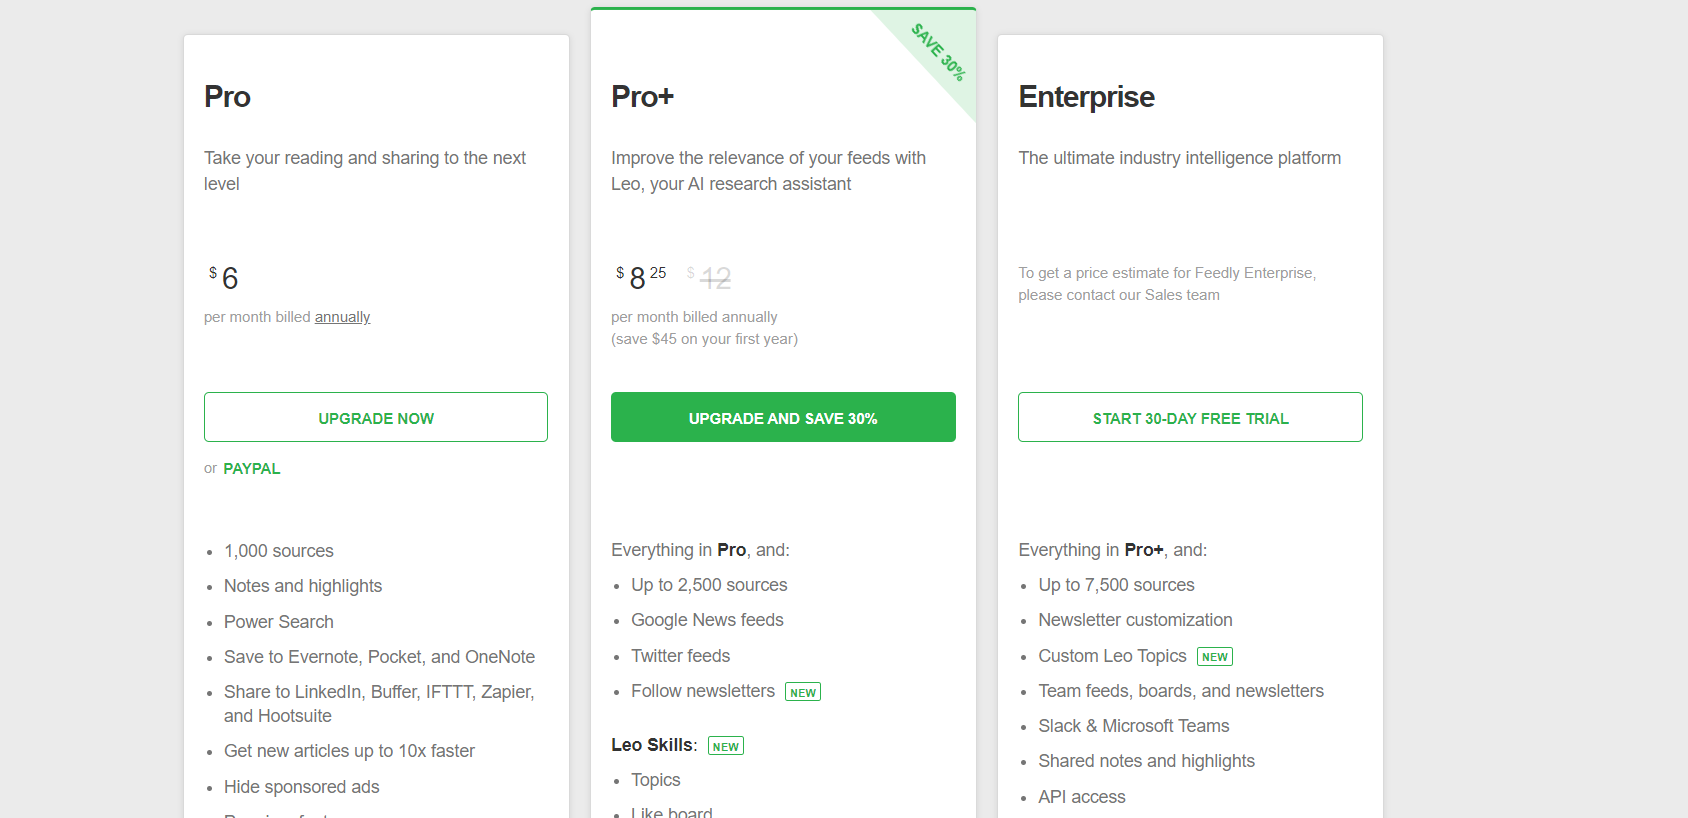 Pro
Take your reading and sharing to the next
level
$6
per month billed annually
UPGRADE NOW
or PAYPAL
1,000 sources
Notes and highlights
Power Search
Save to Evernote, Pocket, and OneNote
Share to LinkedIn, Buffer, IFTTT, Zapier,
and Hootsuite
Get new articles up to 10x faster
Hide sponsored ads
SAVE 30%
Pro+
Improve the relevance of your feeds with
Leo, your AI research assistant
$8 25 $12
per month billed annually
(save $45 on your first year)
UPGRADE AND SAVE 30%
Everything in Pro, and:
Up to 2,500 sources
Google News feeds
Twitter feeds
Follow newsletters NEW
Leo Skills: NEW
Topics
Like board
Enterprise
The ultimate industry intelligence platform
To get a price estimate for Feedly Enterprise,
please contact our Sales team
START 30-DAY FREE TRIAL
Everything in Pro+, and:
Up to 7,500 sources
Newsletter customization
Custom Leo Topics NEW
Team feeds, boards, and newsletters
Slack & Microsoft Teams
Shared notes and highlights
API access